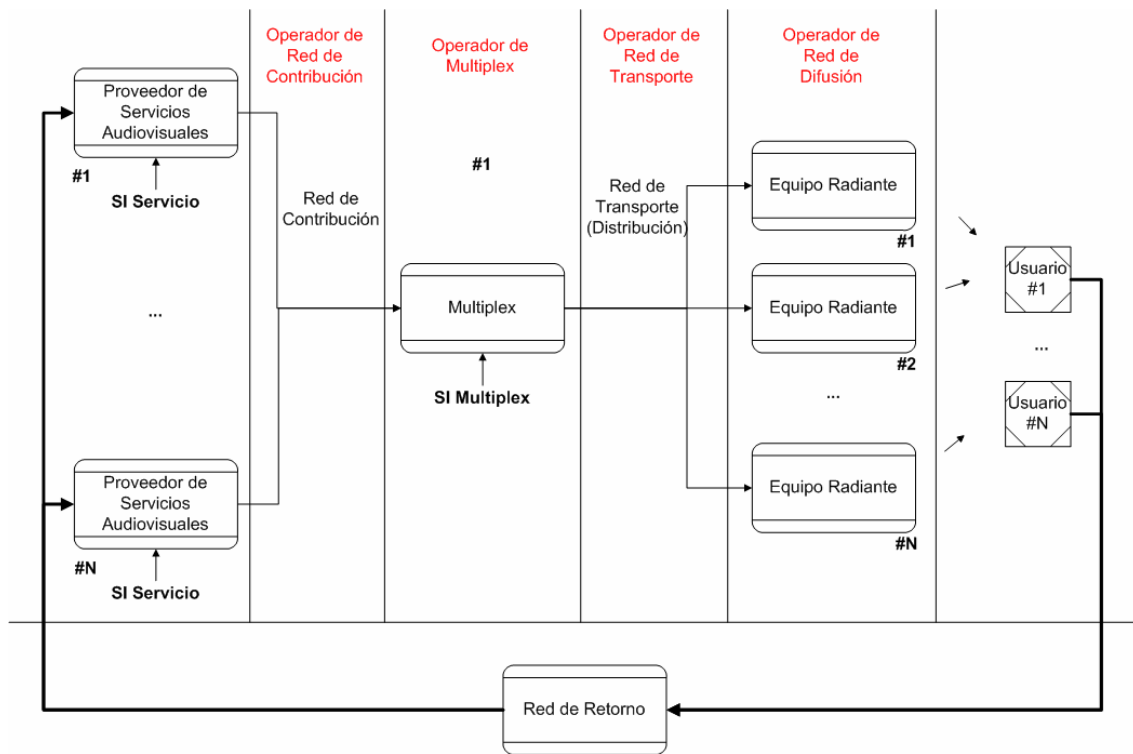 Operador de
Red de
Contribución
Operador de
Multiplex
Operador de
Red de
Transporte
Operador de
Red de
Difusión
Proveedor de
Servicios
Audiovisuales
#1
SI Servicio
...
Proveedor de
Servicios
Audiovisuales
#N
SI Servicio
Red de
Contribución
#1
Multiplex
SI Multiplex
Red de
Transporte
(Distribución)
Equipo Radiante
#1
Equipo Radiante
#2
...
Equipo Radiante
#N
Usuario
#1
...
Usuario
#N
Red de Retorno